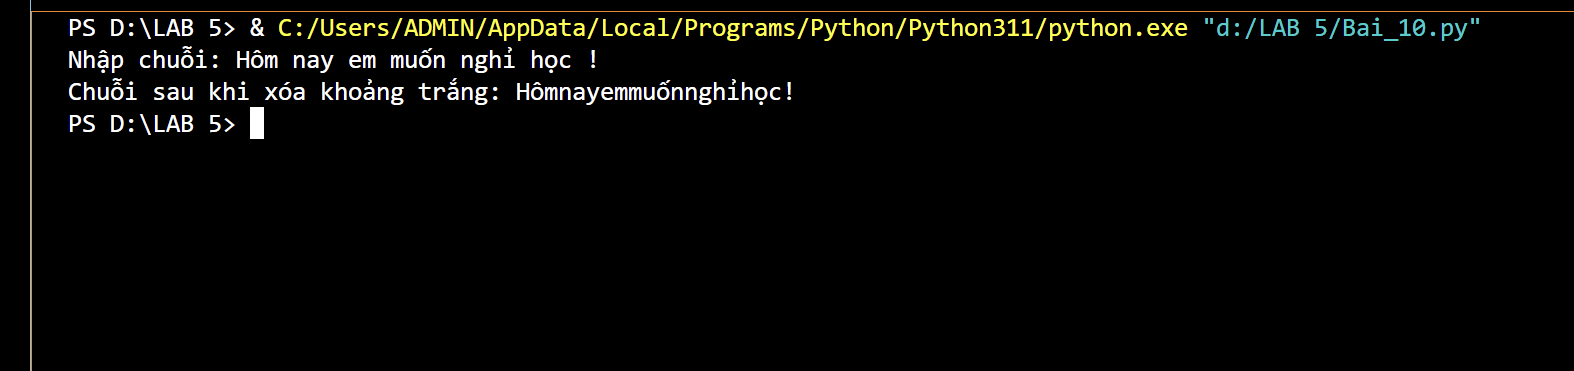 PS D:\LAB 5> & C:/Users/ADMIN/AppData/Local/Programs/Python/Python311/python.exe "d:/LAB 5/Bai_10.py"
Nhập chuỗi: Hôm nay em muốn nghỉ học !
Chuỗi sau khi xóa khoảng trắng: Hômnayemmuốnnghỉhọc!
PS D:\LAB 5>